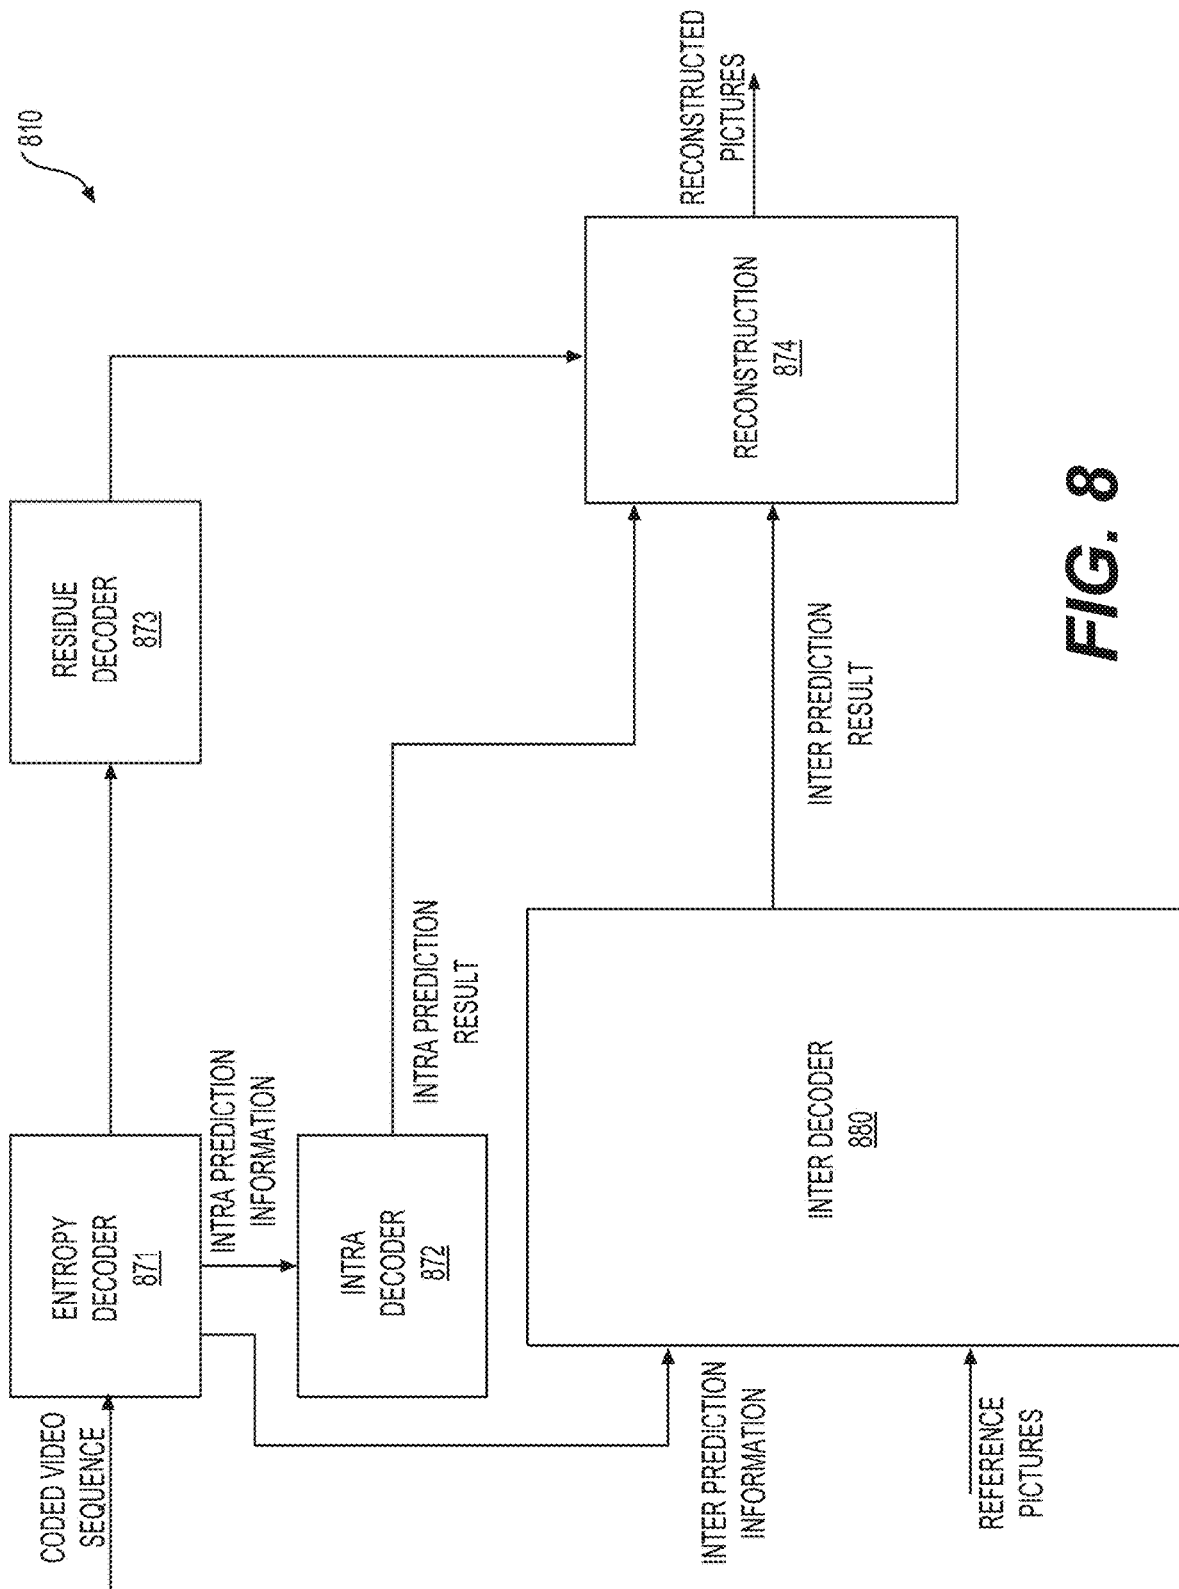 810
CODED VIDEO
SEQUENCE
ENTROPY
DECODER
871
RESIDUE
DECODER
873
INTRA PREDICTION
INFORMATION
INTRA
DECODER
872
INTRA PREDICTION
RESULT
INTER PREDICTION
INFORMATION
REFERENCE
PICTURES
INTER DECODER
880
INTER PREDICTION
RESULT
RECONSTRUCTION
874
RECONSTRUCTED
PICTURES
FIG. 8